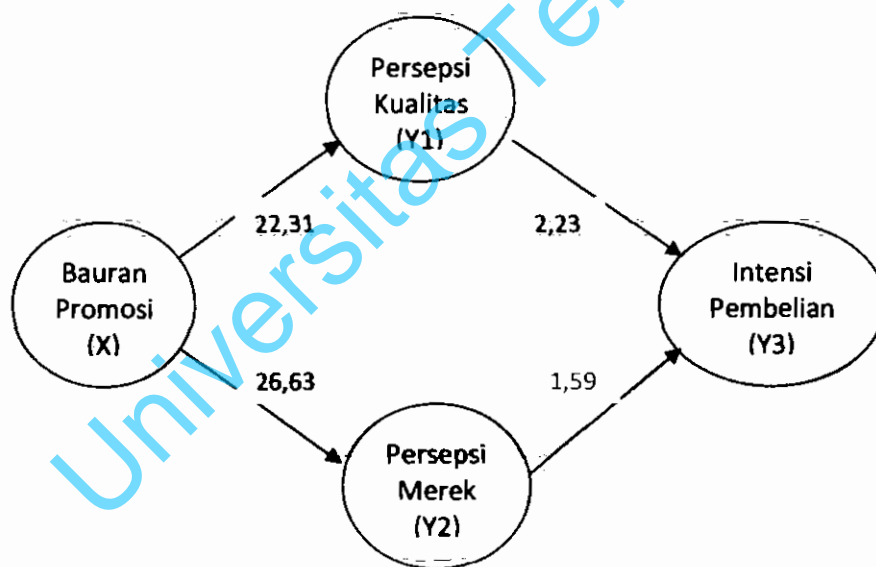 Persepsi
Kualitas
(Y1)
22,31
2,23
Bauran
Promosi
(X)
Intensi
Pembelian
(Y3)
26,63
1,59
Persepsi
Merek
(Y2)
Universitas